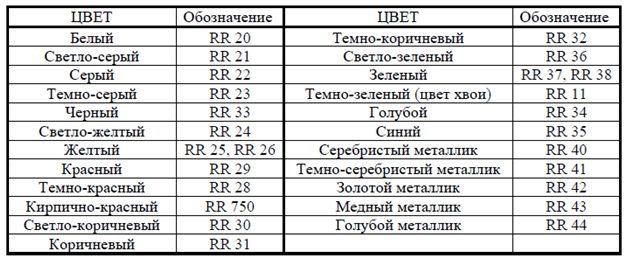 ЦВЕТ Обозначение ЦВЕТ Обозначение
Белый RR 20 Темно-коричневый RR 32
Светло-серый RR 21 Светло-зеленый RR 36
Серый RR 22 Зеленый RR 37, RR 38
Темно-серый RR 23 Темно-зеленый (цвет хвои) RR 11
Черный RR 33 Голубой RR 34
Светло-желтый RR 24 Синий RR 35
Желтый RR 25, RR 26 Серебристый металлик RR 40
Красный RR 29 Темно-серебристый металлик RR 41
Темно-красный RR 28 Золотой металлик RR 42
Кирпично-красный RR 750 Медный металлик RR 43
Светло-коричневый RR 30 Голубой металлик RR 44
Коричневый RR 31